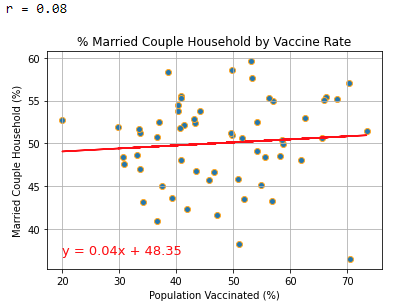 r = 0.08
% Married Couple Household by Vaccine Rate
60
55
50
45
40
Married Couple Household (%)
y = 0.04x + 48.35
20 30 40 50 60 70
Population Vaccinated (%)